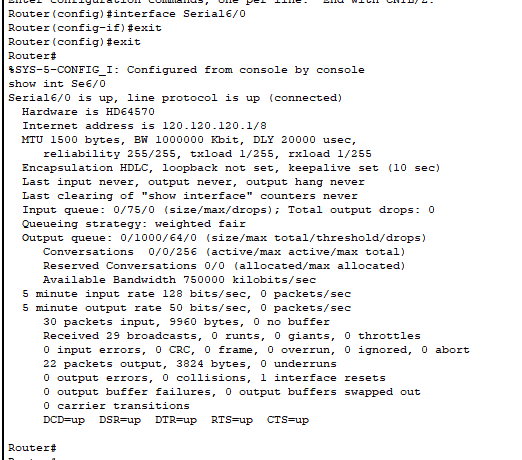 Enter configuration commands, one per line.  End with CNTL/Z.
Router(config)#interface Serial6/0
Router(config-if)#exit
Router(config)#exit
Router#
%SYS-5-CONFIG_I: Configured from console by console
show int Se6/0
Serial6/0 is up, line protocol is up (connected)
  Hardware is HD64570
  Internet address is 120.120.120.1/8
  MTU 1500 bytes, BW 1000000 Kbit, DLY 20000 usec,
     reliability 255/255, txload 1/255, rxload 1/255
  Encapsulation HDLC, loopback not set, keepalive set (10 sec)
  Last input never, output never, output hang never
  Last clearing of "show interface" counters never
  Input queue: 0/75/0 (size/max/drops); Total output drops: 0
  Queueing strategy: weighted fair
  Output queue: 0/1000/64/0 (size/max total/threshold/drops)
     Conversations  0/0/256 (active/max active/max total)
     Reserved Conversations 0/0 (allocated/max allocated)
     Available Bandwidth 750000 kilobits/sec
  5 minute input rate 128 bits/sec, 0 packets/sec
  5 minute output rate 50 bits/sec, 0 packets/sec
     30 packets input, 9960 bytes, 0 no buffer
     Received 29 broadcasts, 0 runts, 0 giants, 0 throttles
     0 input errors, 0 CRC, 0 frame, 0 overrun, 0 ignored, 0 abort
     22 packets output, 3824 bytes, 0 underruns
     0 output errors, 0 collisions, 1 interface resets
     0 output buffer failures, 0 output buffers swapped out
     0 carrier transitions
     DCD=up  DSR=up  DTR=up  RTS=up  CTS=up
Router#